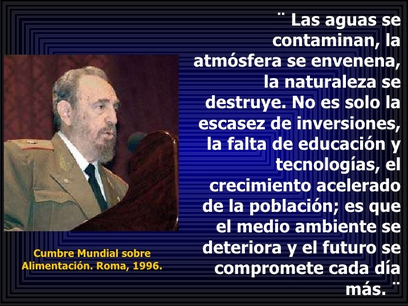 ¨ Las aguas se
contaminan, la
atmósfera se envenena,
la naturaleza se
destruye. No es solo la
escasez de inversiones,
la falta de educación y
tecnologías, el
crecimiento acelerado
de la población; es que
el medio ambiente se
deteriora y el futuro se
compromete cada día
más. ¨
Cumbre Mundial sobre
Alimentación. Roma, 1996.